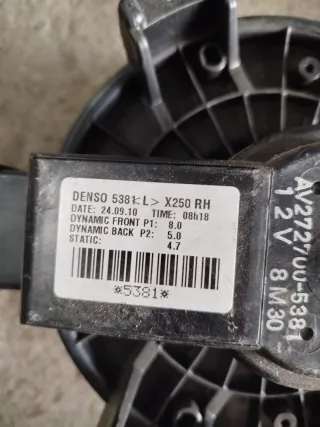 DENSO 5381<L> X250 RH
DATE: 24.09.10 TIME: 08h18
DYNAMIC FRONT P1: 8.0
DYNAMIC BACK P2: 5.0
STATIC: 4.7
*5381*
AV272700-5381
12V 8M30